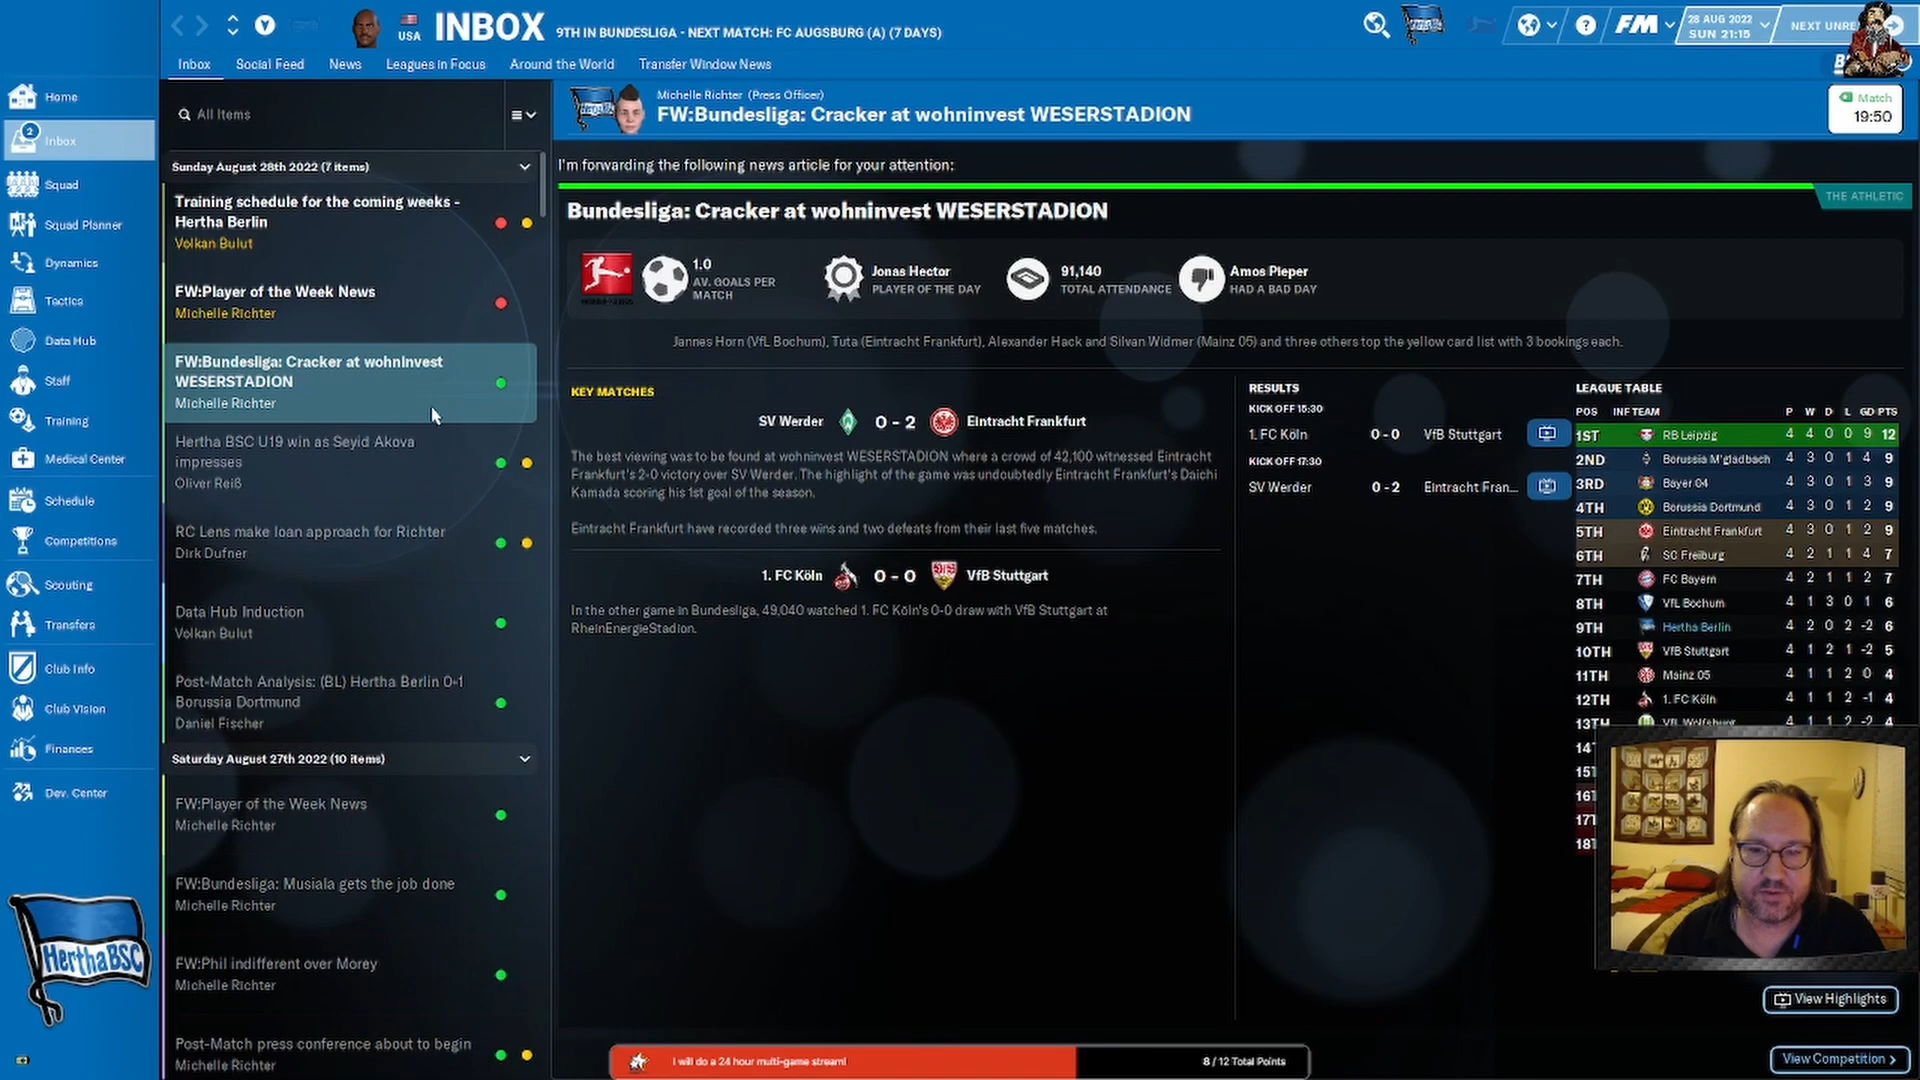 USA
INBOX
9TH IN BUNDESLIGA - NEXT MATCH: FC AUGSBURG (A) (7 DAYS)
FM
28 AUG 2022
SUN 21:15
NEXT UNRE
Inbox
Social Feed
News
Leagues in Focus
Around the World
Transfer Window News
Home
2
Inbox
Squad
Squad Planner
Dynamics
Tactics
Data Hub
Staff
Training
Medical Center
Schedule
Competitions
Scouting
Transfers
Club Info
Club Vision
Finances
Dev. Center
Hertha BSC
All Items
Sunday August 28th 2022 (7 items)
Training schedule for the coming weeks -
Hertha Berlin
Volkan Bulut
FW:Player of the Week News
Michelle Richter
FW:Bundesliga: Cracker at wohninvest
WESERSTADION
Michelle Richter
Hertha BSC U19 win as Seyid Akova
impresses
Oliver Reiß
RC Lens make loan approach for Richter
Dirk Dufner
Data Hub Induction
Volkan Bulut
Post-Match Analysis: (BL) Hertha Berlin 0-1
Borussia Dortmund
Daniel Fischer
Saturday August 27th 2022 (10 items)
FW:Player of the Week News
Michelle Richter
FW:Bundesliga: Musiala gets the job done
Michelle Richter
FW:Phil indifferent over Morey
Michelle Richter
Post-Match press conference about to begin
Michelle Richter
Michelle Richter (Press Officer)
FW:Bundesliga: Cracker at wohninvest WESERSTADION
Match
19:50
I'm forwarding the following news article for your attention:
THE ATHLETIC
Bundesliga: Cracker at wohninvest WESERSTADION
1.0
AV. GOALS PER
MATCH
Jonas Hector
PLAYER OF THE DAY
91,140
TOTAL ATTENDANCE
Amos Pieper
HAD A BAD DAY
Jannes Horn (VfL Bochum), Tuta (Eintracht Frankfurt), Alexander Hack and Silvan Widmer (Mainz 05) and three others top the yellow card list with 3 bookings each.
KEY MATCHES
SV Werder 0 - 2 Eintracht Frankfurt
The best viewing was to be found at wohninvest WESERSTADION where a crowd of 42,100 witnessed Eintracht
Frankfurt's 2-0 victory over SV Werder. The highlight of the game was undoubtedly Eintracht Frankfurt's Daichi
Kamada scoring his 1st goal of the season.
Eintracht Frankfurt have recorded three wins and two defeats from their last five matches.
1. FC Köln 0 - 0 VfB Stuttgart
In the other game in Bundesliga, 49,040 watched 1. FC Köln's 0-0 draw with VfB Stuttgart at
RheinEnergieStadion.
RESULTS
KICK OFF 15:30
1. FC Köln 0 - 0 VfB Stuttgart
KICK OFF 17:30
SV Werder 0 - 2 Eintracht Fran...
LEAGUE TABLE
POS INF TEAM P W D L GD PTS
1ST RB Leipzig 4 4 0 0 9 12
2ND Borussia M'gladbach 4 3 0 1 4 9
3RD Bayer 04 4 3 0 1 3 9
4TH Borussia Dortmund 4 3 0 1 2 9
5TH Eintracht Frankfurt 4 3 0 1 2 9
6TH SC Freiburg 4 2 1 1 4 7
7TH FC Bayern 4 2 1 1 2 7
8TH VfL Bochum 4 1 3 0 1 6
9TH Hertha Berlin 4 2 0 2 -2 6
10TH VfB Stuttgart 4 1 2 1 -2 5
11TH Mainz 05 4 1 1 2 0 4
12TH 1. FC Köln 4 1 1 2 -1 4
13TH VfL Wolfsburg 4 1 1 2 -2 4
View Highlights
View Competition >
I will do a 24 hour multi-game stream!
8 / 12 Total Points